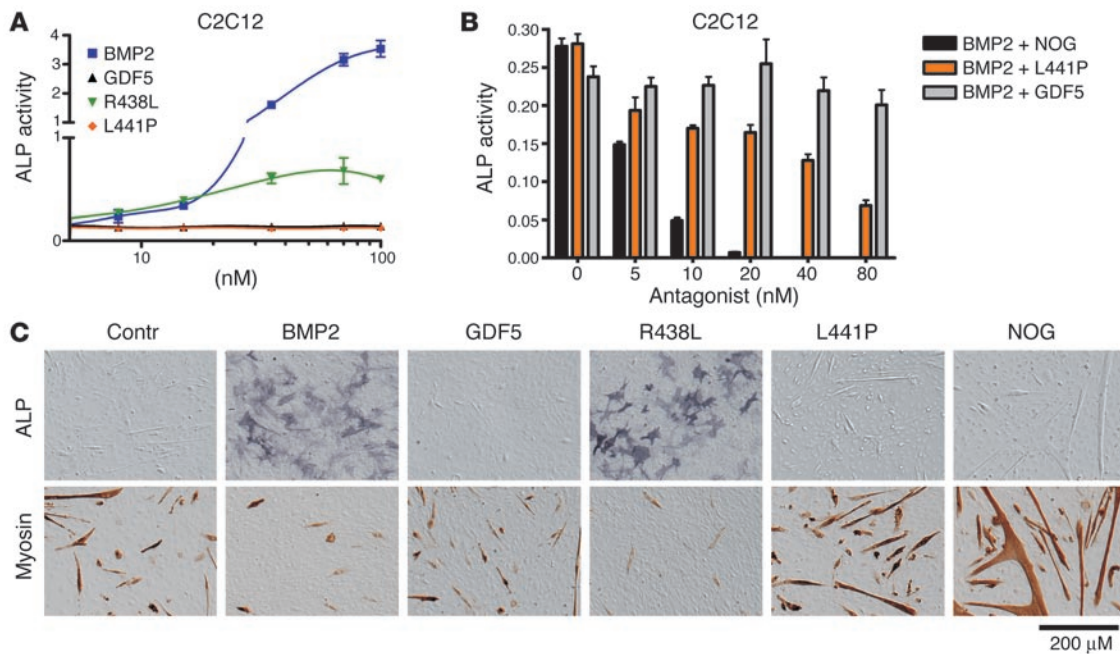 A
C2C12
ALP activity
4
3
2
1
1
0
BMP2
GDF5
R438L
L441P
10
100
(nM)
B
C2C12
ALP activity
0.30
0.25
0.20
0.15
0.10
0.05
0.00
0 5 10 20 40 80
Antagonist (nM)
BMP2 + NOG
BMP2 + L441P
BMP2 + GDF5
C
Contr BMP2 GDF5 R438L L441P NOG
ALP
Myosin
200 µM